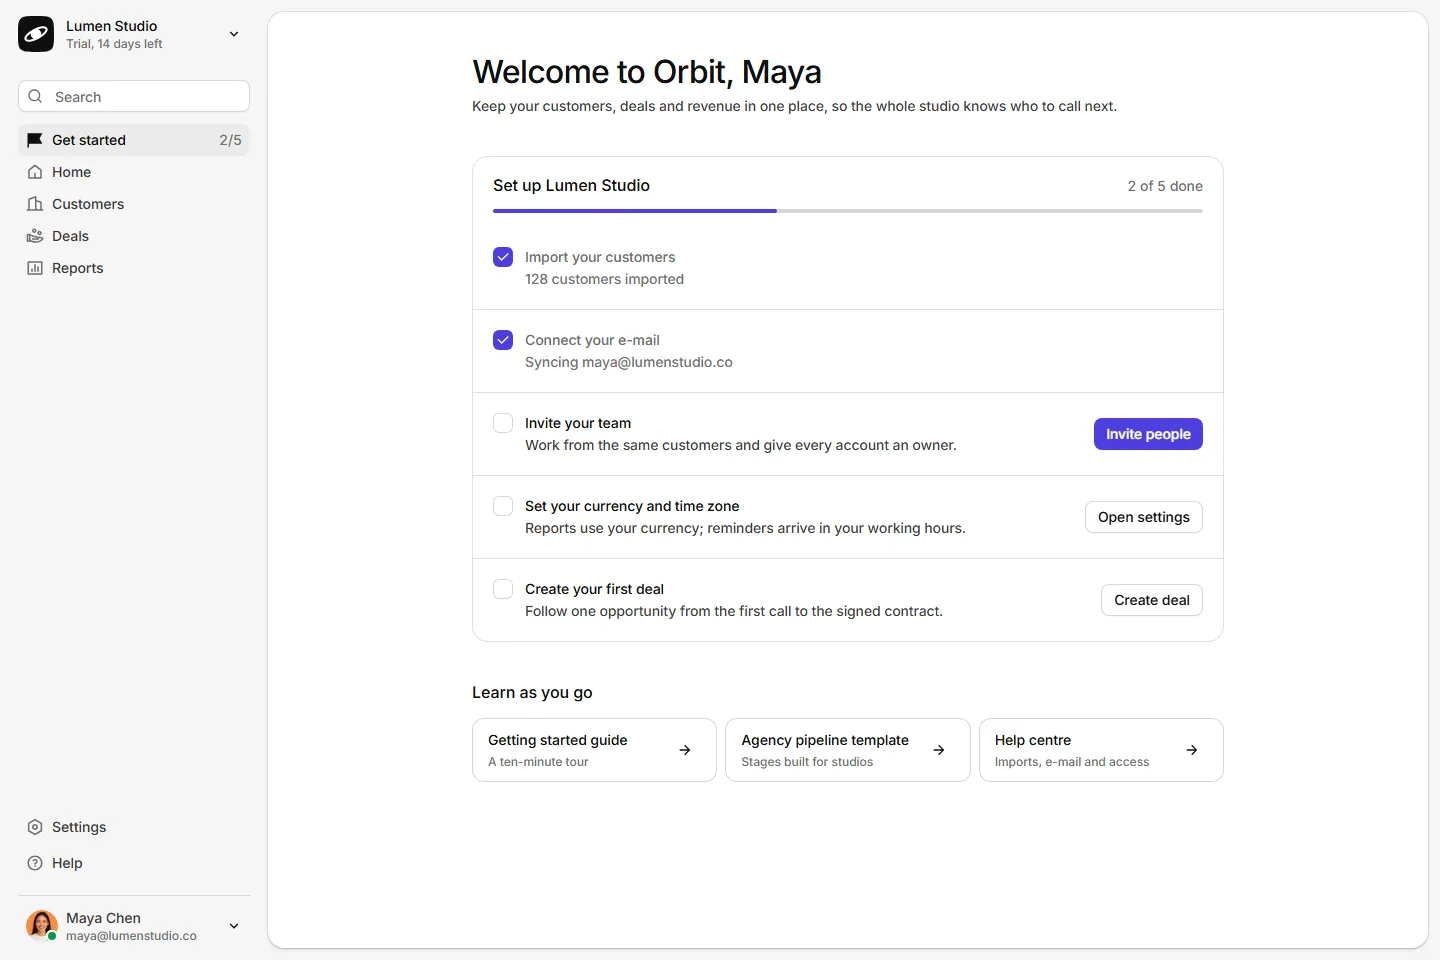 Lumen Studio
Trial, 14 days left
Search
Get started 2/5
Home
Customers
Deals
Reports
Settings
Help
Maya Chen
maya@lumenstudio.co
Welcome to Orbit, Maya
Keep your customers, deals and revenue in one place, so the whole studio knows who to call next.
Set up Lumen Studio 2 of 5 done
Import your customers
128 customers imported
Connect your e-mail
Syncing maya@lumenstudio.co
Invite your team
Work from the same customers and give every account an owner.
Invite people
Set your currency and time zone
Reports use your currency; reminders arrive in your working hours.
Open settings
Create your first deal
Follow one opportunity from the first call to the signed contract.
Create deal
Learn as you go
Getting started guide
A ten-minute tour
Agency pipeline template
Stages built for studios
Help centre
Imports, e-mail and access